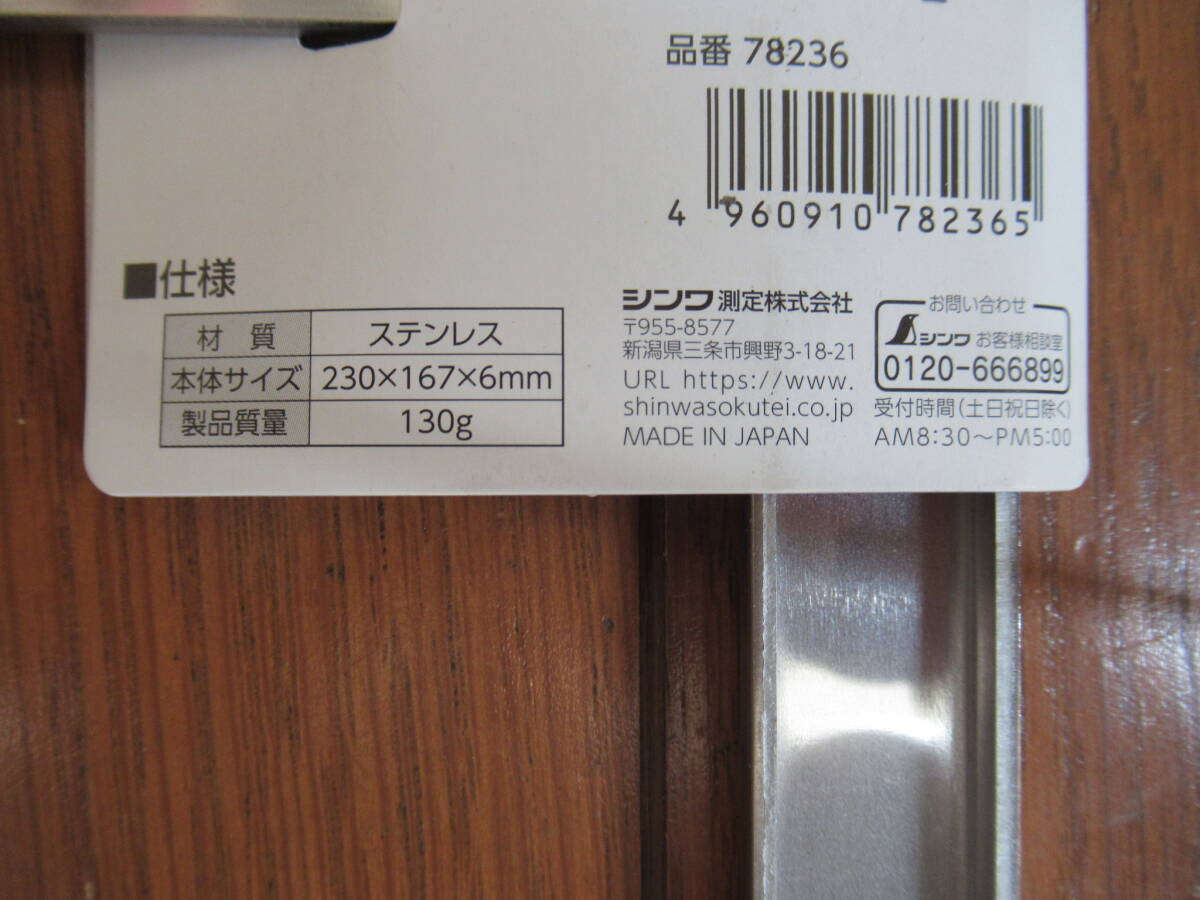 品番 78236
4 960910 782365
■仕様
材 質 ステンレス
本体サイズ 230×167×6mm
製品質量 130g
シンワ測定株式会社
〒955-8577
新潟県三条市興野3-18-21
URL https://www.
shinwasokutei.co.jp
MADE IN JAPAN
お問い合わせ
シンワ お客様相談室
0120-666899
受付時間(土日祝日除く)
AM8:30〜PM5:00